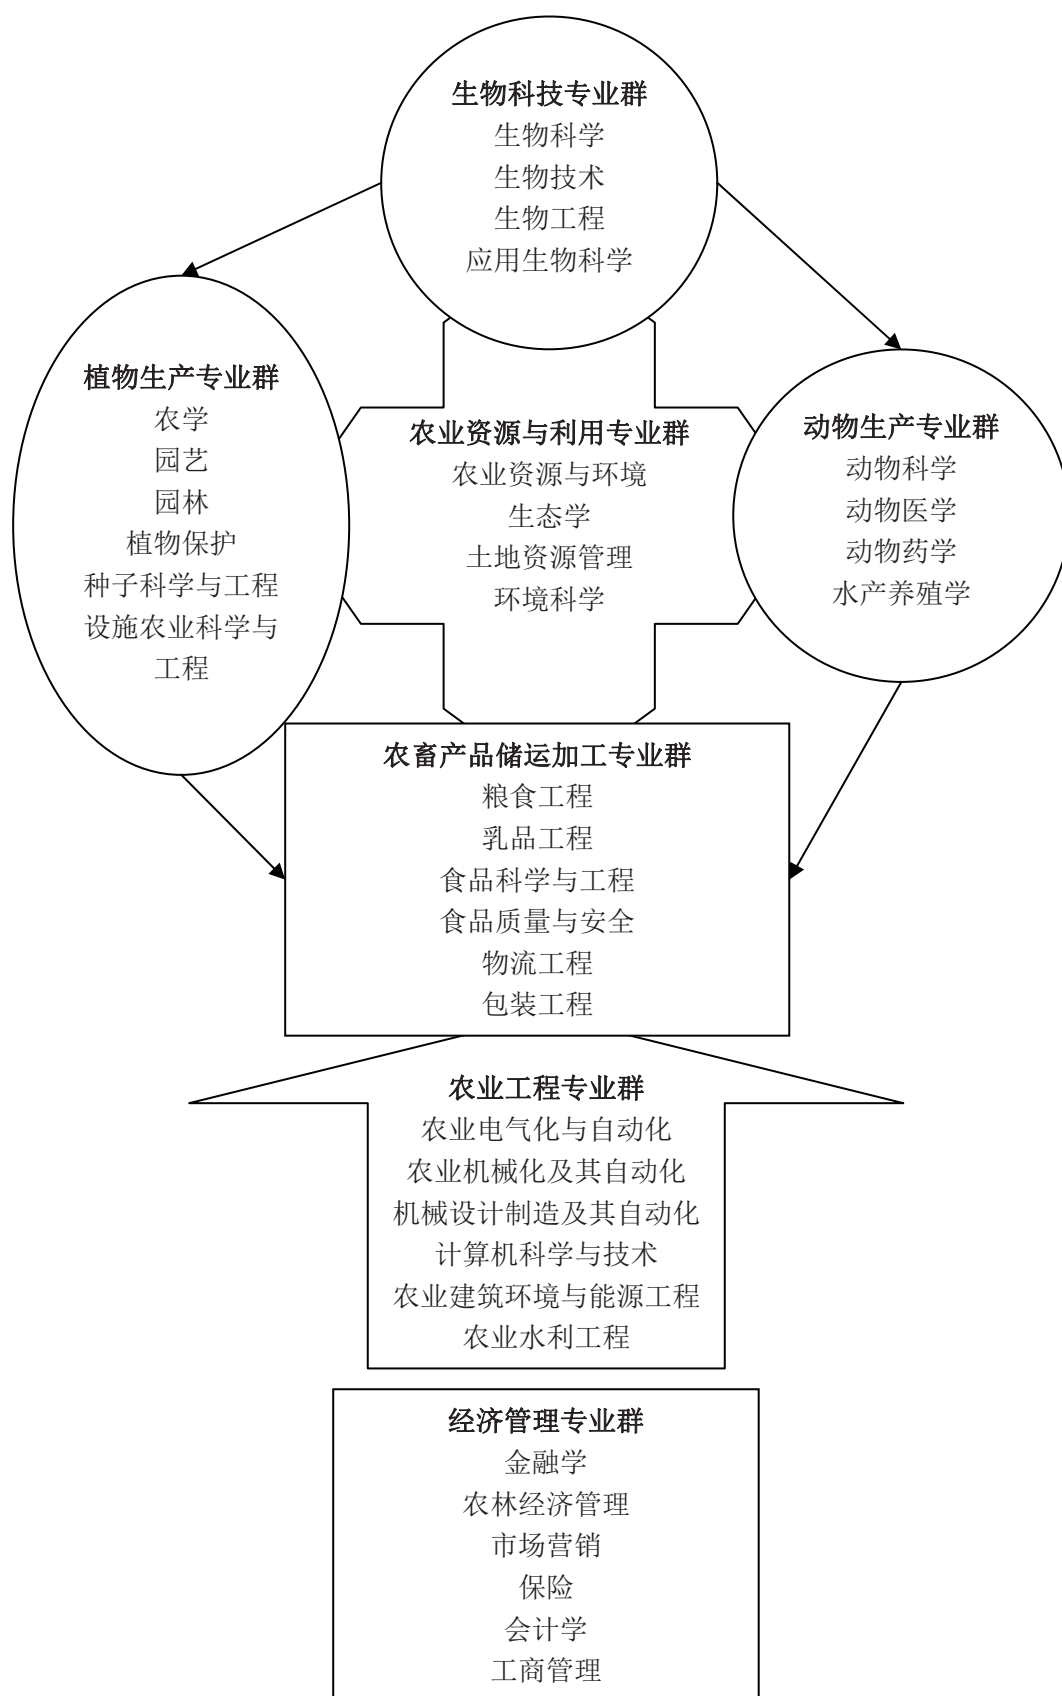 生物科技专业群
生物科学
生物技术
生物工程
应用生物科学
植物生产专业群
农学
园艺
园林
植物保护
种子科学与工程
设施农业科学与
工程
农业资源与利用专业群
农业资源与环境
生态学
土地资源管理
环境科学
动物生产专业群
动物科学
动物医学
动物药学
水产养殖学
农畜产品储运加工专业群
粮食工程
乳品工程
食品科学与工程
食品质量与安全
物流工程
包装工程
农业工程专业群
农业电气化与自动化
农业机械化及其自动化
机械设计制造及其自动化
计算机科学与技术
农业建筑环境与能源工程
农业水利工程
经济管理专业群
金融学
农林经济管理
市场营销
保险
会计学
工商管理